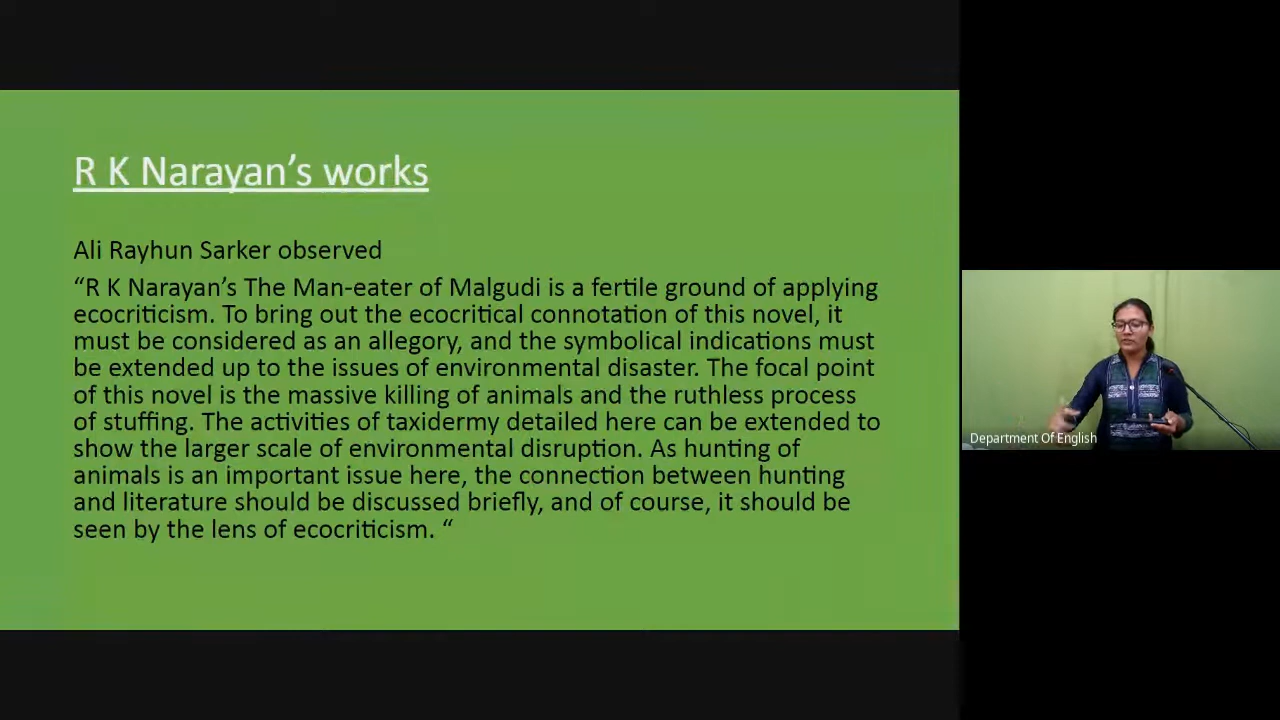 R K Narayan’s works
Ali Rayhun Sarker observed
“R K Narayan’s The Man-eater of Malgudi is a fertile ground of applying
ecocriticism. To bring out the ecocritical connotation of this novel, it
must be considered as an allegory, and the symbolical indications must
be extended up to the issues of environmental disaster. The focal point
of this novel is the massive killing of animals and the ruthless process
of stuffing. The activities of taxidermy detailed here can be extended to
show the larger scale of environmental disruption. As hunting of
animals is an important issue here, the connection between hunting
and literature should be discussed briefly, and of course, it should be
seen by the lens of ecocriticism. “
Department Of English